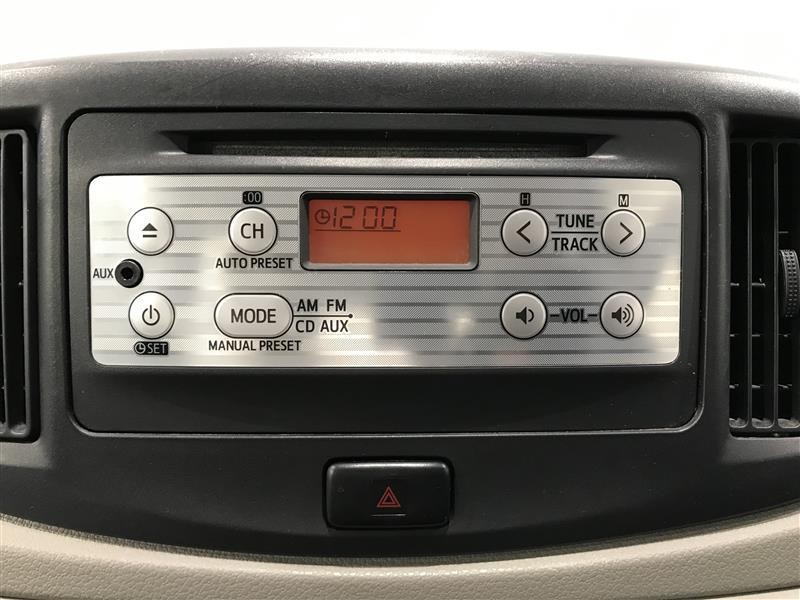 :00
CH
AUTO PRESET
12:00
H
M
TUNE
TRACK
AUX
SET
MODE
AM FM
CD AUX
MANUAL PRESET
VOL